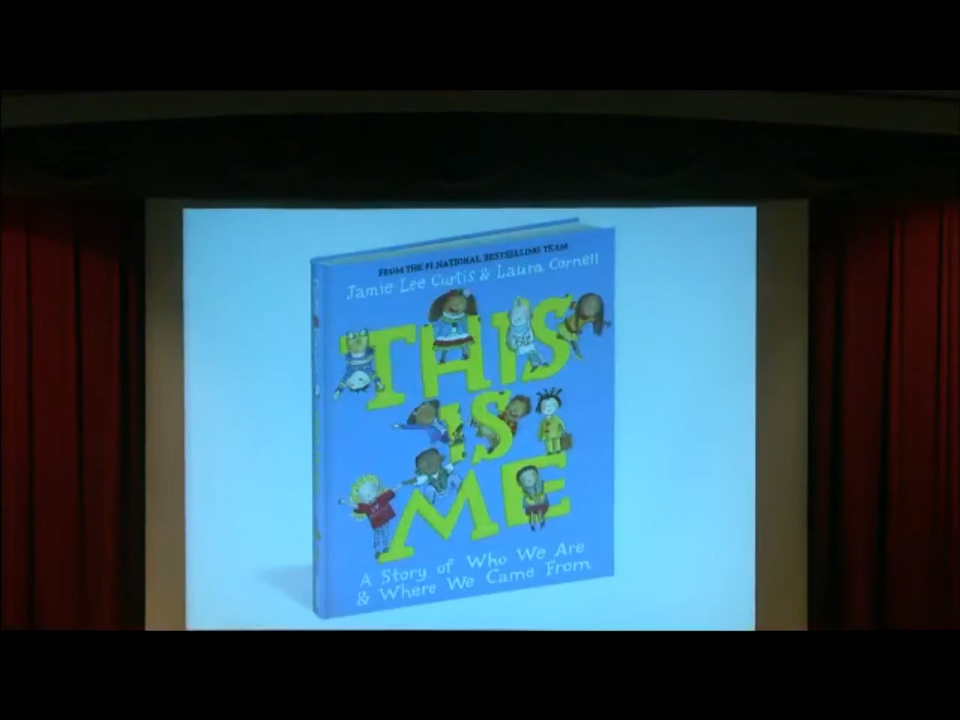 FROM THE #1 NATIONAL BESTSELLING TEAM
Jamie Lee Curtis & Laura Cornell
THIS
IS
ME
A Story of Who We Are
& Where We Came From